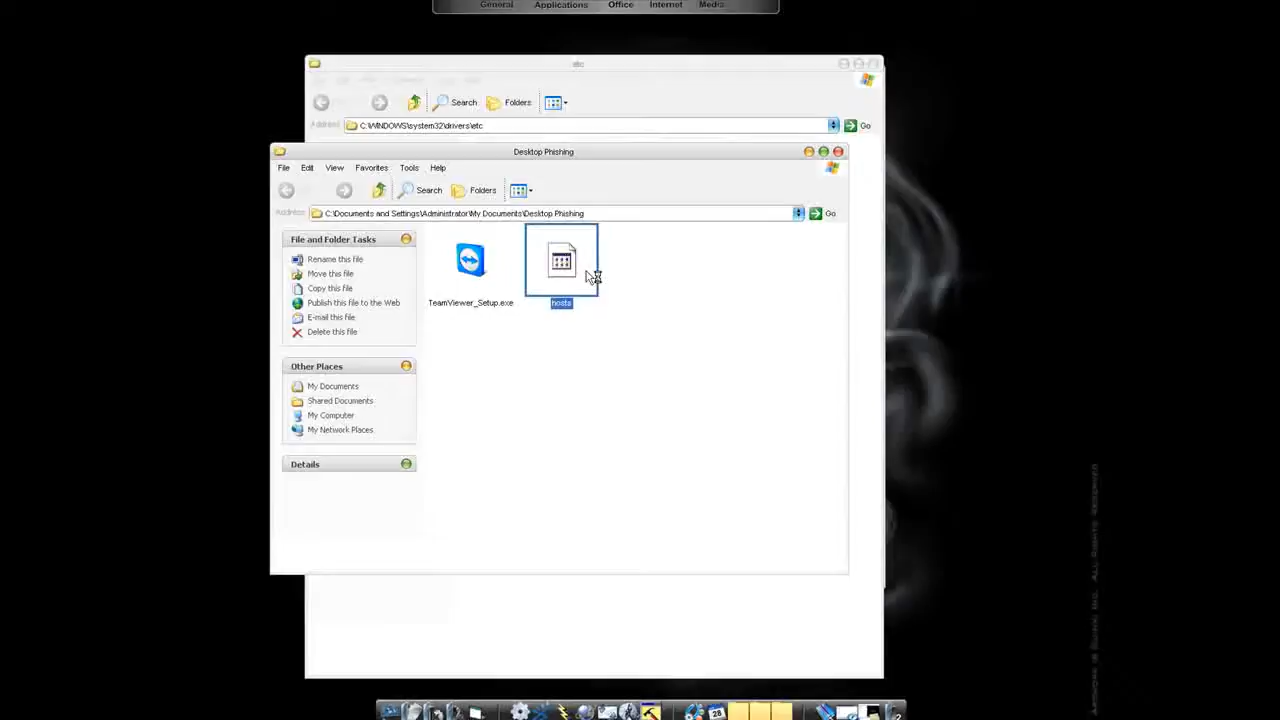 General Applications Office Internet Media
etc
Search Folders
Address C:\WINDOWS\system32\drivers\etc Go
Desktop Phishing
File Edit View Favorites Tools Help
Search Folders
Address C:\Documents and Settings\Administrator\My Documents\Desktop Phishing Go
File and Folder Tasks
Rename this file
Move this file
Copy this file
Publish this file to the Web
E-mail this file
Delete this file
Other Places
My Documents
Shared Documents
My Computer
My Network Places
Details
TeamViewer_Setup.exe
hosts
28
2